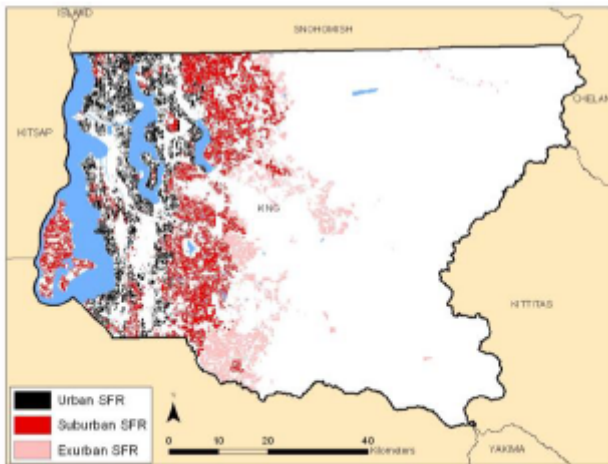 ISLAND
SNOHOMISH
CHELAN
KITSAP
KING
KITTITAS
Urban SFR
Suburban SFR
Exurban SFR
0 10 20 40
Kilometers
YAKIMA